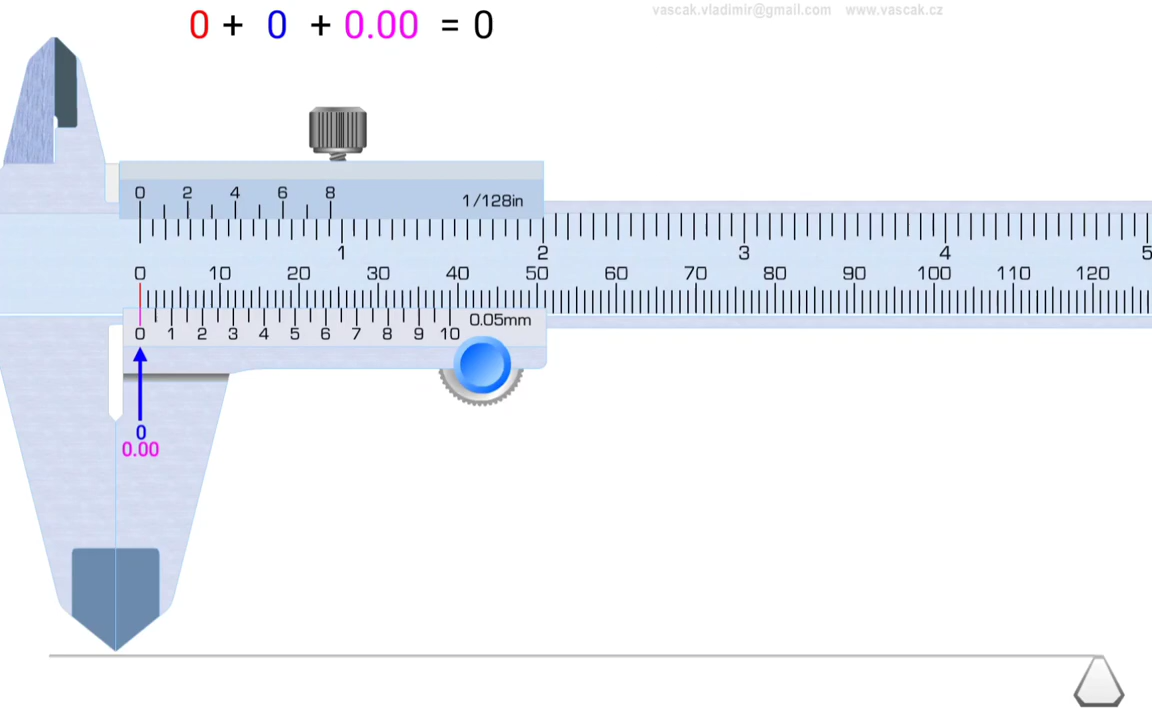 vascak.vladimir@gmail.com www.vascak.cz
0 + 0 + 0.00 = 0
0 2 4 6 8 1/128in
1 2 3 4 5
0 10 20 30 40 50 60 70 80 90 100 110 120
0.05mm
0 1 2 3 4 5 6 7 8 9 10
0
0.00